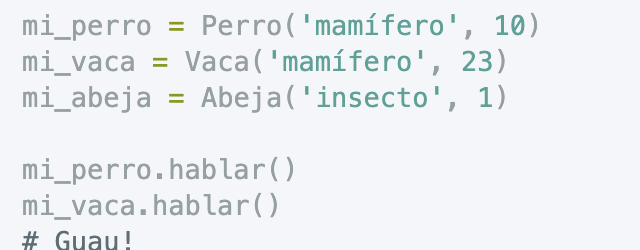 mi_perro = Perro('mamífero', 10)
mi_vaca = Vaca('mamífero', 23)
mi_abeja = Abeja('insecto', 1)
mi_perro.hablar()
mi_vaca.hablar()
# Guau!